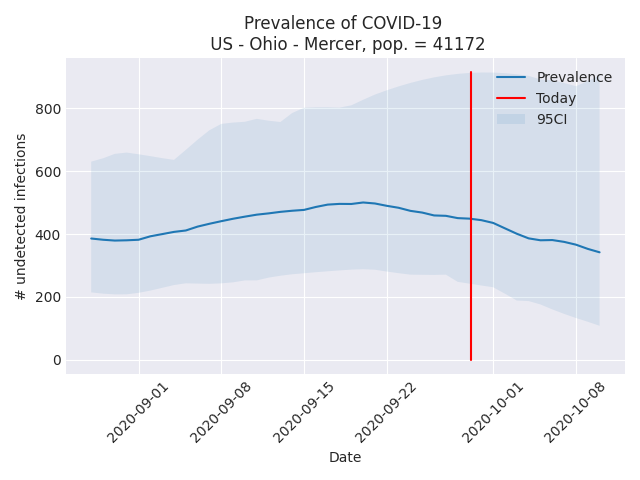 Prevalence of COVID-19
US - Ohio - Mercer, pop. = 41172
# undetected infections
800
600
400
200
0
Prevalence
Today
95CI
2020-09-01
2020-09-08
2020-09-15
2020-09-22
2020-10-01
2020-10-08
Date